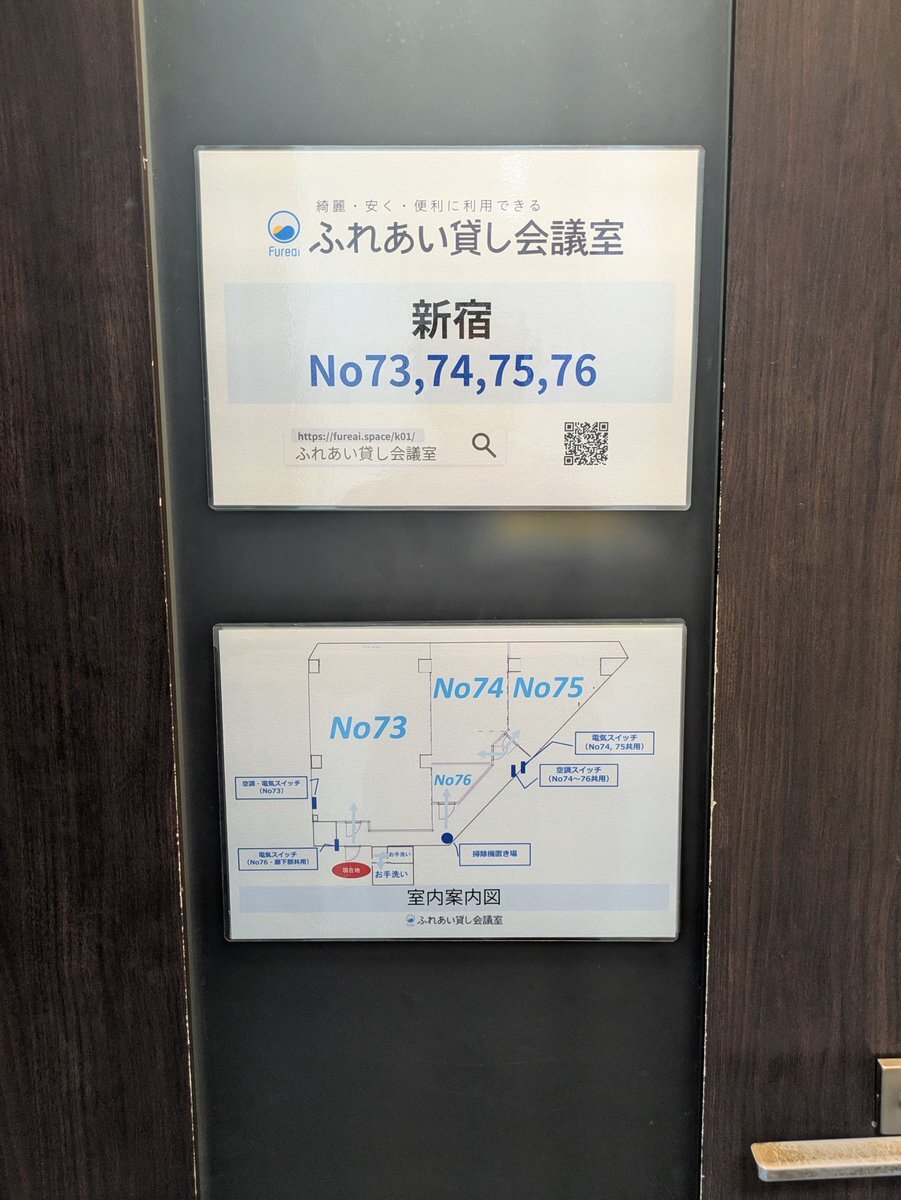 綺麗・安く・便利に利用できる
Fureai
ふれあい貸し会議室
新宿
No73,74,75,76
https://fureai.space/k01/
ふれあい貸し会議室
No73
No74
No75
No76
電気スイッチ
（No74, 75共用）
空調スイッチ
（No74～76共用）
空調・電気スイッチ
（No73）
電気スイッチ
（No76・廊下部共用）
現在地
お手洗い
お手洗い
掃除機置き場
室内案内図
ふれあい貸し会議室